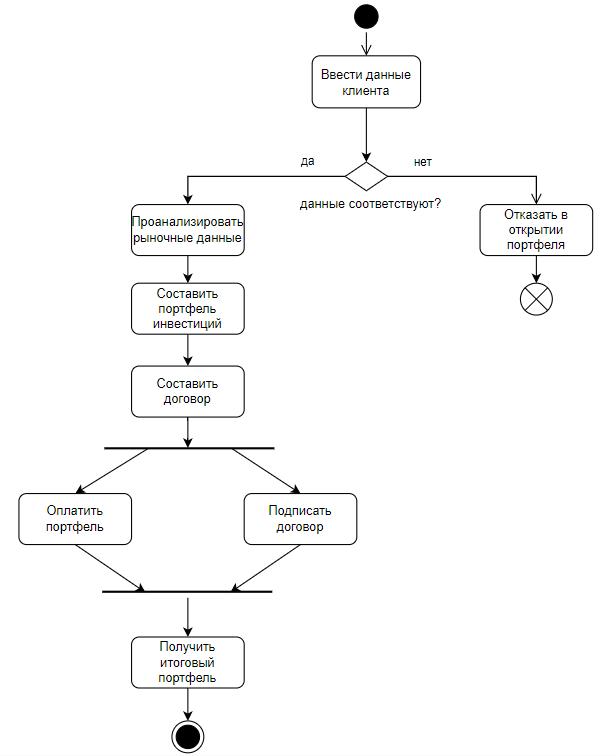 Ввести данные
клиента
да
нет
данные соответствуют?
Проанализировать
рыночные данные
Отказать в
открытии
портфеля
Составить
портфель
инвестиций
Составить
договор
Оплатить
портфель
Подписать
договор
Получить
итоговый
портфель